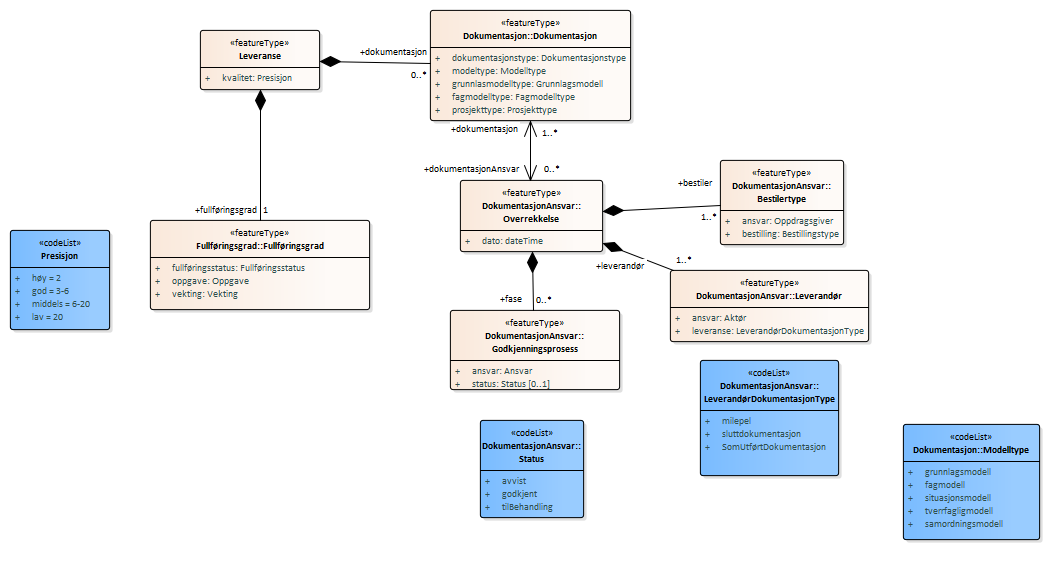 «featureType»
Leveranse
+ kvalitet: Presisjon
+dokumentasjon
0..*
«featureType»
Dokumentasjon::Dokumentasjon
+ dokumentasjonstype: Dokumentasjonstype
+ modeltype: Modelltype
+ grunnlasmodelltype: Grunnlagsmodell
+ fagmodelltype: Fagmodelltype
+ prosjekttype: Prosjekttype
+dokumentasjon
1..*
+dokumentasjonAnsvar
0..*
«featureType»
DokumentasjonAnsvar::
Overrekkelse
+ dato: dateTime
+bestiler
1..*
«featureType»
DokumentasjonAnsvar::
Bestilertype
+ ansvar: Oppdragsgiver
+ bestilling: Bestillingstype
+fullføringsgrad
1
«featureType»
Fullføringsgrad::Fullføringsgrad
+ fullføringsstatus: Fullføringsstatus
+ oppgave: Oppgave
+ vekting: Vekting
«codeList»
Presisjon
+ høy = 2
+ god = 3-6
+ middels = 6-20
+ lav = 20
+leverandør
1..*
«featureType»
DokumentasjonAnsvar::Leverandør
+ ansvar: Aktør
+ leveranse: LeverandørDokumentasjonType
+fase
0..*
«featureType»
DokumentasjonAnsvar::
Godkjenningsprosess
+ ansvar: Ansvar
+ status: Status [0..1]
«codeList»
DokumentasjonAnsvar::
LeverandørDokumentasjonType
+ milepel
+ sluttdokumentasjon
+ SomUtførtDokumentasjon
«codeList»
DokumentasjonAnsvar::
Status
+ avvist
+ godkjent
+ tilBehandling
«codeList»
Dokumentasjon::Modelltype
+ grunnlagsmodell
+ fagmodell
+ situasjonsmodell
+ tverrfagligmodell
+ samordningsmodell